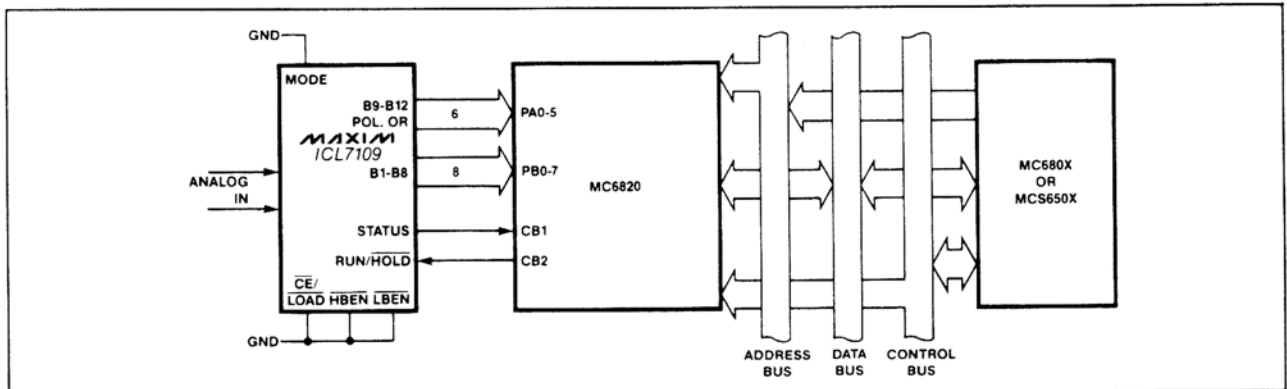 GND
MODE
B9-B12
POL. OR
MAXIM
ICL7109
B1-B8
ANALOG
IN
STATUS
RUN/HOLD
CE/
LOAD HBEN LBEN
GND
6
8
PA0-5
PB0-7
MC6820
CB1
CB2
ADDRESS
BUS
DATA
BUS
CONTROL
BUS
MC680X
OR
MCS650X